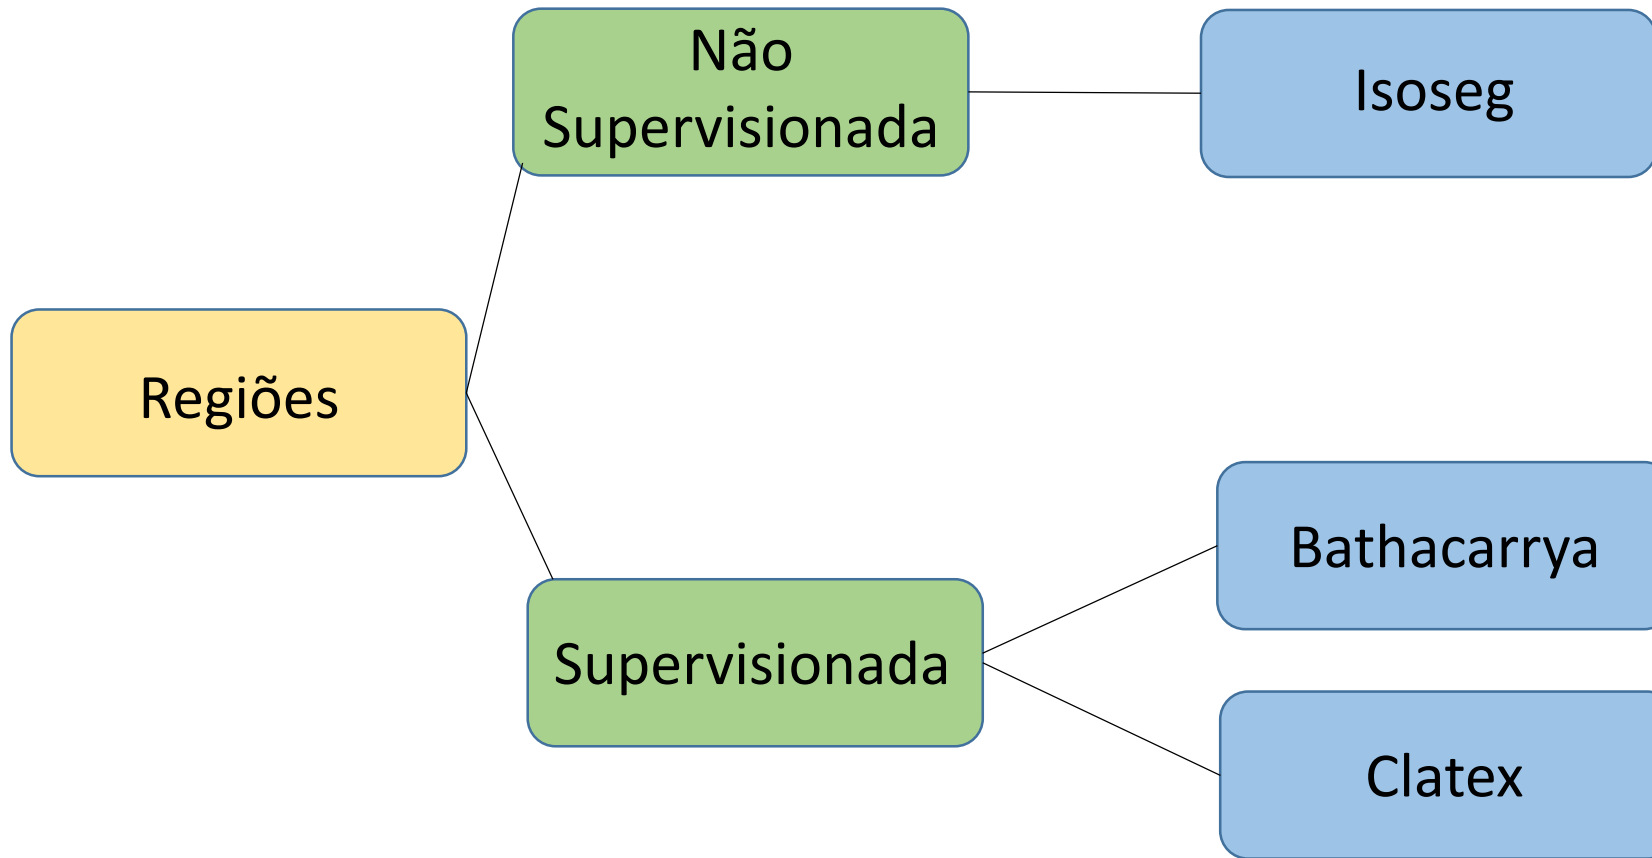 Não
Supervisionada
Isoseg
Regiões
Bathacarrya
Supervisionada
Clatex